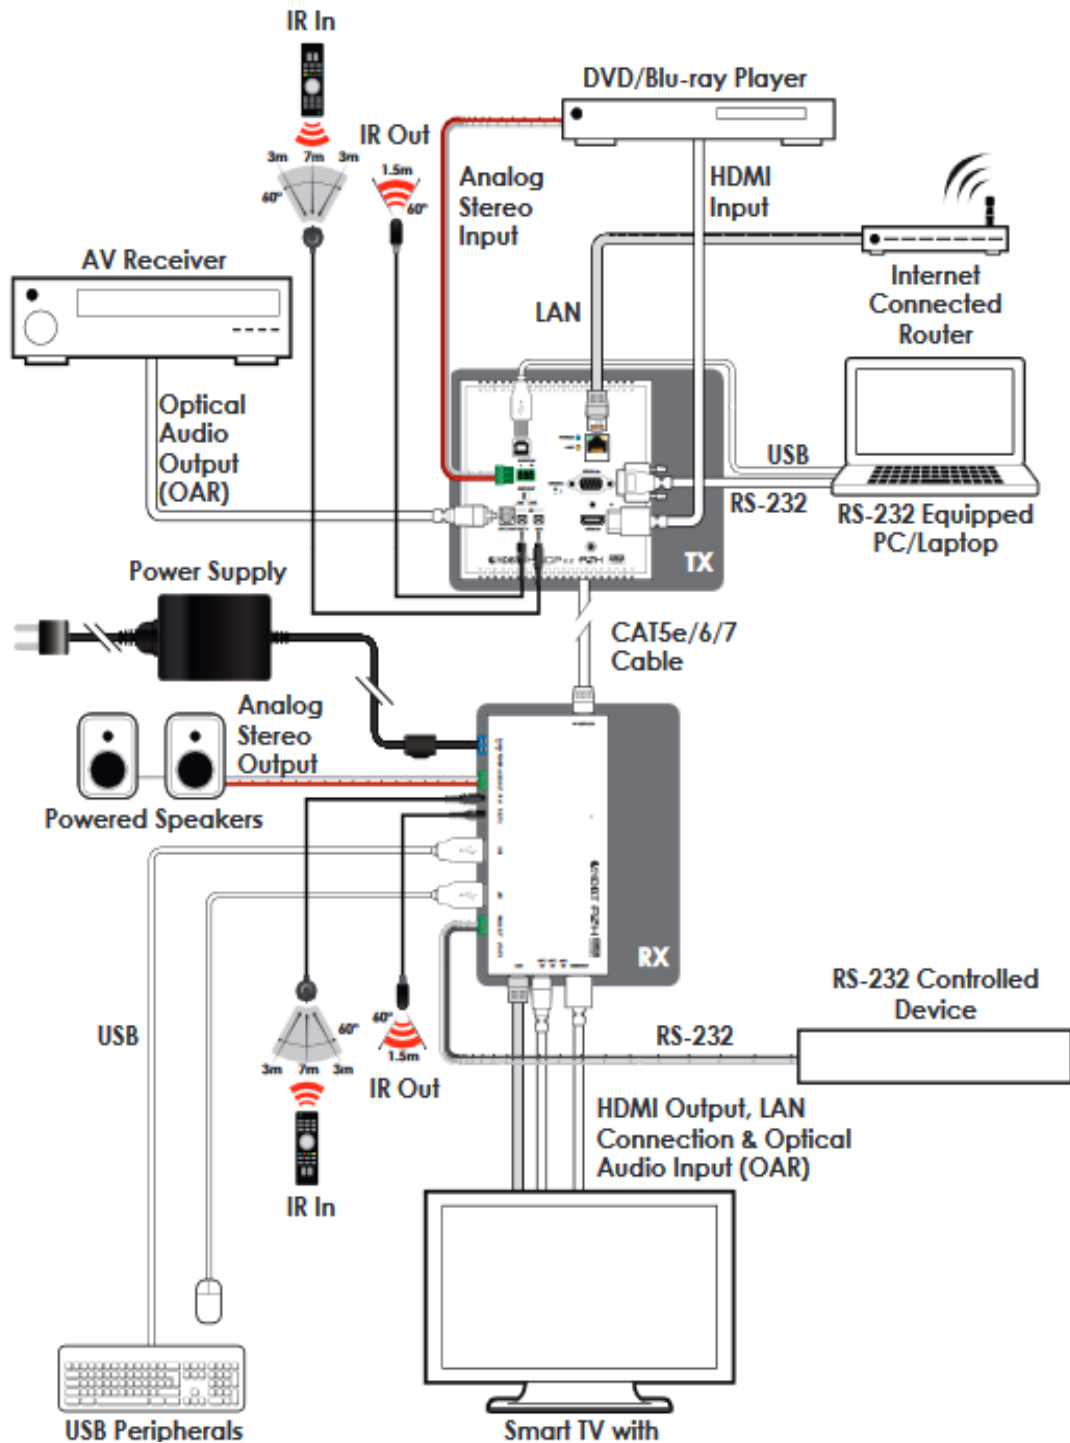 IR In
DVD/Blu-ray Player
IR Out
3m 7m 3m
60°
1.5m
60°
Analog
Stereo
Input
HDMI
Input
AV Receiver
LAN
Internet
Connected
Router
Optical
Audio
Output
(OAR)
USB
RS-232
RS-232 Equipped
PC/Laptop
TX
Power Supply
CAT5e/6/7
Cable
Analog
Stereo
Output
Powered Speakers
RX
RS-232 Controlled
Device
USB
60°
3m 7m 3m
60°
1.5m
IR Out
RS-232
IR In
HDMI Output, LAN
Connection & Optical
Audio Input (OAR)
USB Peripherals
Smart TV with